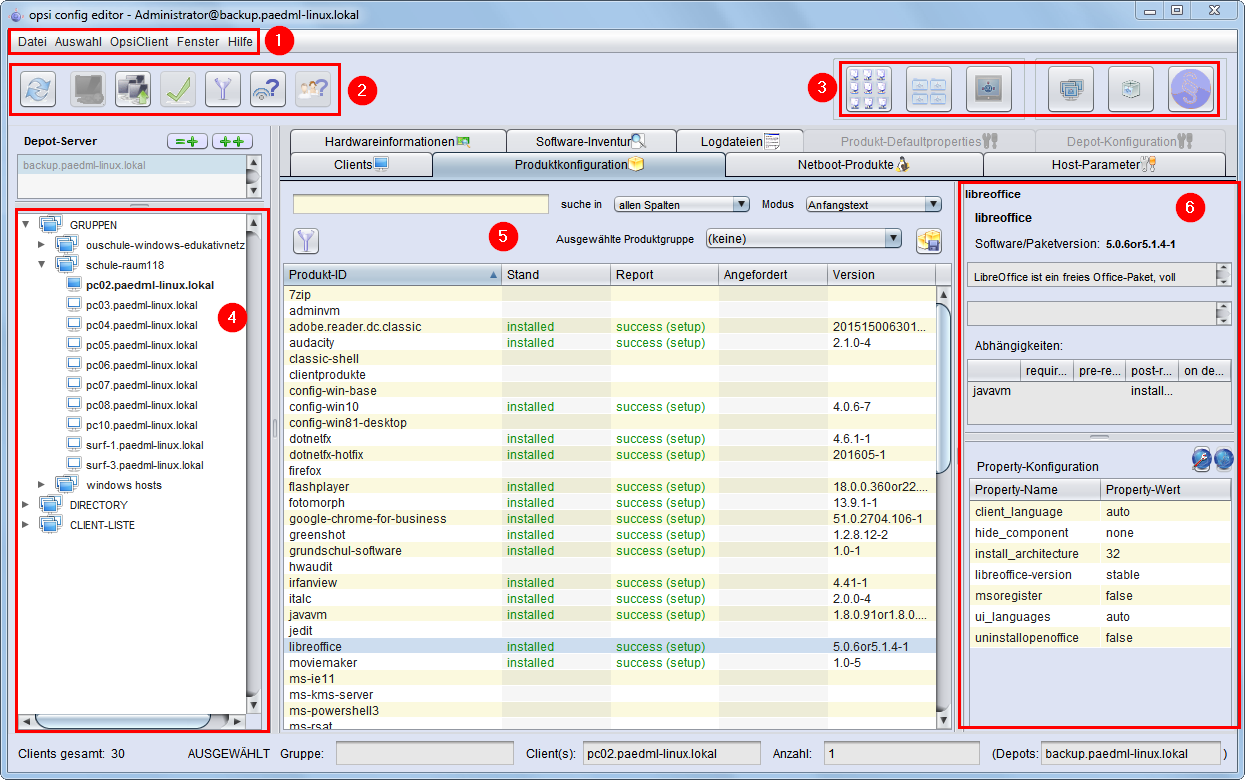 opsi config editor - Administrator@backup.paedml-linux.lokal
Datei Auswahl OpsiClient Fenster Hilfe 1
2
3
Depot-Server
backup.paedml-linux.lokal
GRUPPEN
ouschule-windows-edukativnetz
schule-raum118
pc02.paedml-linux.lokal
pc03.paedml-linux.lokal
pc04.paedml-linux.lokal
pc05.paedml-linux.lokal
pc06.paedml-linux.lokal
pc07.paedml-linux.lokal
pc08.paedml-linux.lokal
pc10.paedml-linux.lokal
surf-1.paedml-linux.lokal
surf-3.paedml-linux.lokal
windows hosts
DIRECTORY
CLIENT-LISTE
4
Hardwareinformationen Software-Inventur Logdateien Produkt-Defaultproperties Depot-Konfiguration
Clients Produktkonfiguration Netboot-Produkte Host-Parameter
suche in allen Spalten Modus Anfangstext
5
Ausgewählte Produktgruppe (keine)
Produkt-ID Stand Report Angefordert Version
7zip
adminvm
adobe.reader.dc.classic installed success (setup) 201515006301...
audacity installed success (setup) 2.1.0-4
classic-shell
clientprodukte
config-win-base
config-win10 installed success (setup) 4.0.6-7
config-win81-desktop
dotnetfx installed success (setup) 4.6.1-1
dotnetfx-hotfix installed success (setup) 201605-1
firefox
flashplayer installed success (setup) 18.0.0.360or22....
fotomorph installed success (setup) 13.9.1-1
google-chrome-for-business installed success (setup) 51.0.2704.106-1
greenshot installed success (setup) 1.2.8.12-2
grundschul-software installed success (setup) 1.0-1
hwaudit
irfanview installed success (setup) 4.41-1
italc installed success (setup) 2.0.0-4
javavm installed success (setup) 1.8.0.91or1.8.0....
jedit
libreoffice installed success (setup) 5.0.6or5.1.4-1
moviemaker installed success (setup) 1.0-5
ms-ie11
ms-kms-server
ms-powershell3
ms-rsat
libreoffice
6
libreoffice
Software/Paketversion: 5.0.6or5.1.4-1
LibreOffice ist ein freies Office-Paket, voll
Abhängigkeiten:
requir... pre-re... post-r... on de...
javavm install...
Property-Konfiguration
Property-Name Property-Wert
client_language auto
hide_component none
install_architecture 32
libreoffice-version stable
msoregister false
ui_languages auto
uninstallopenoffice false
Clients gesamt: 30 AUSGEWÄHLT Gruppe: Client(s): pc02.paedml-linux.lokal Anzahl: 1 (Depots: backup.paedml-linux.lokal )